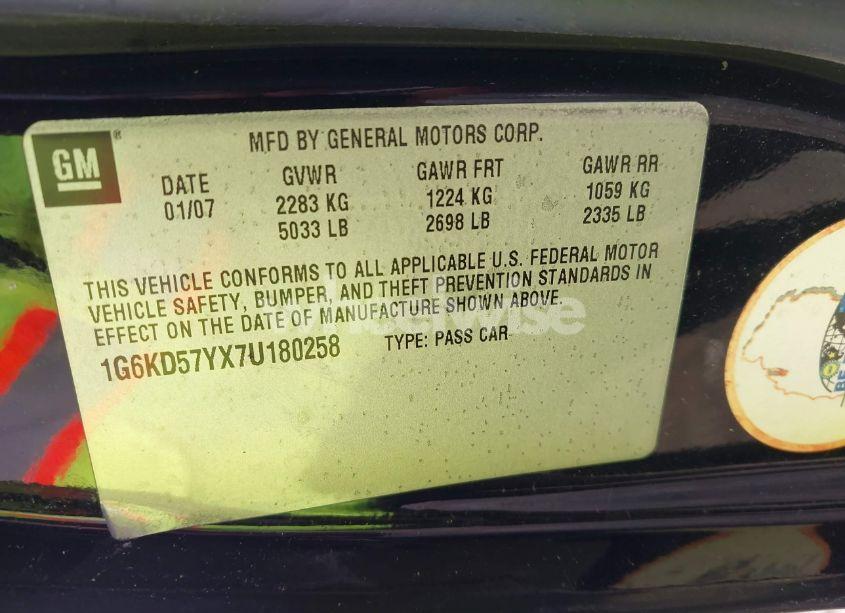 GM ®
MFD BY GENERAL MOTORS CORP.
DATE GVWR GAWR FRT GAWR RR
01/07 2283 KG 1224 KG 1059 KG
5033 LB 2698 LB 2335 LB
THIS VEHICLE CONFORMS TO ALL APPLICABLE U.S. FEDERAL MOTOR
VEHICLE SAFETY, BUMPER, AND THEFT PREVENTION STANDARDS IN
EFFECT ON THE DATE OF MANUFACTURE SHOWN ABOVE.
1G6KD57YX7U180258 TYPE: PASS CAR